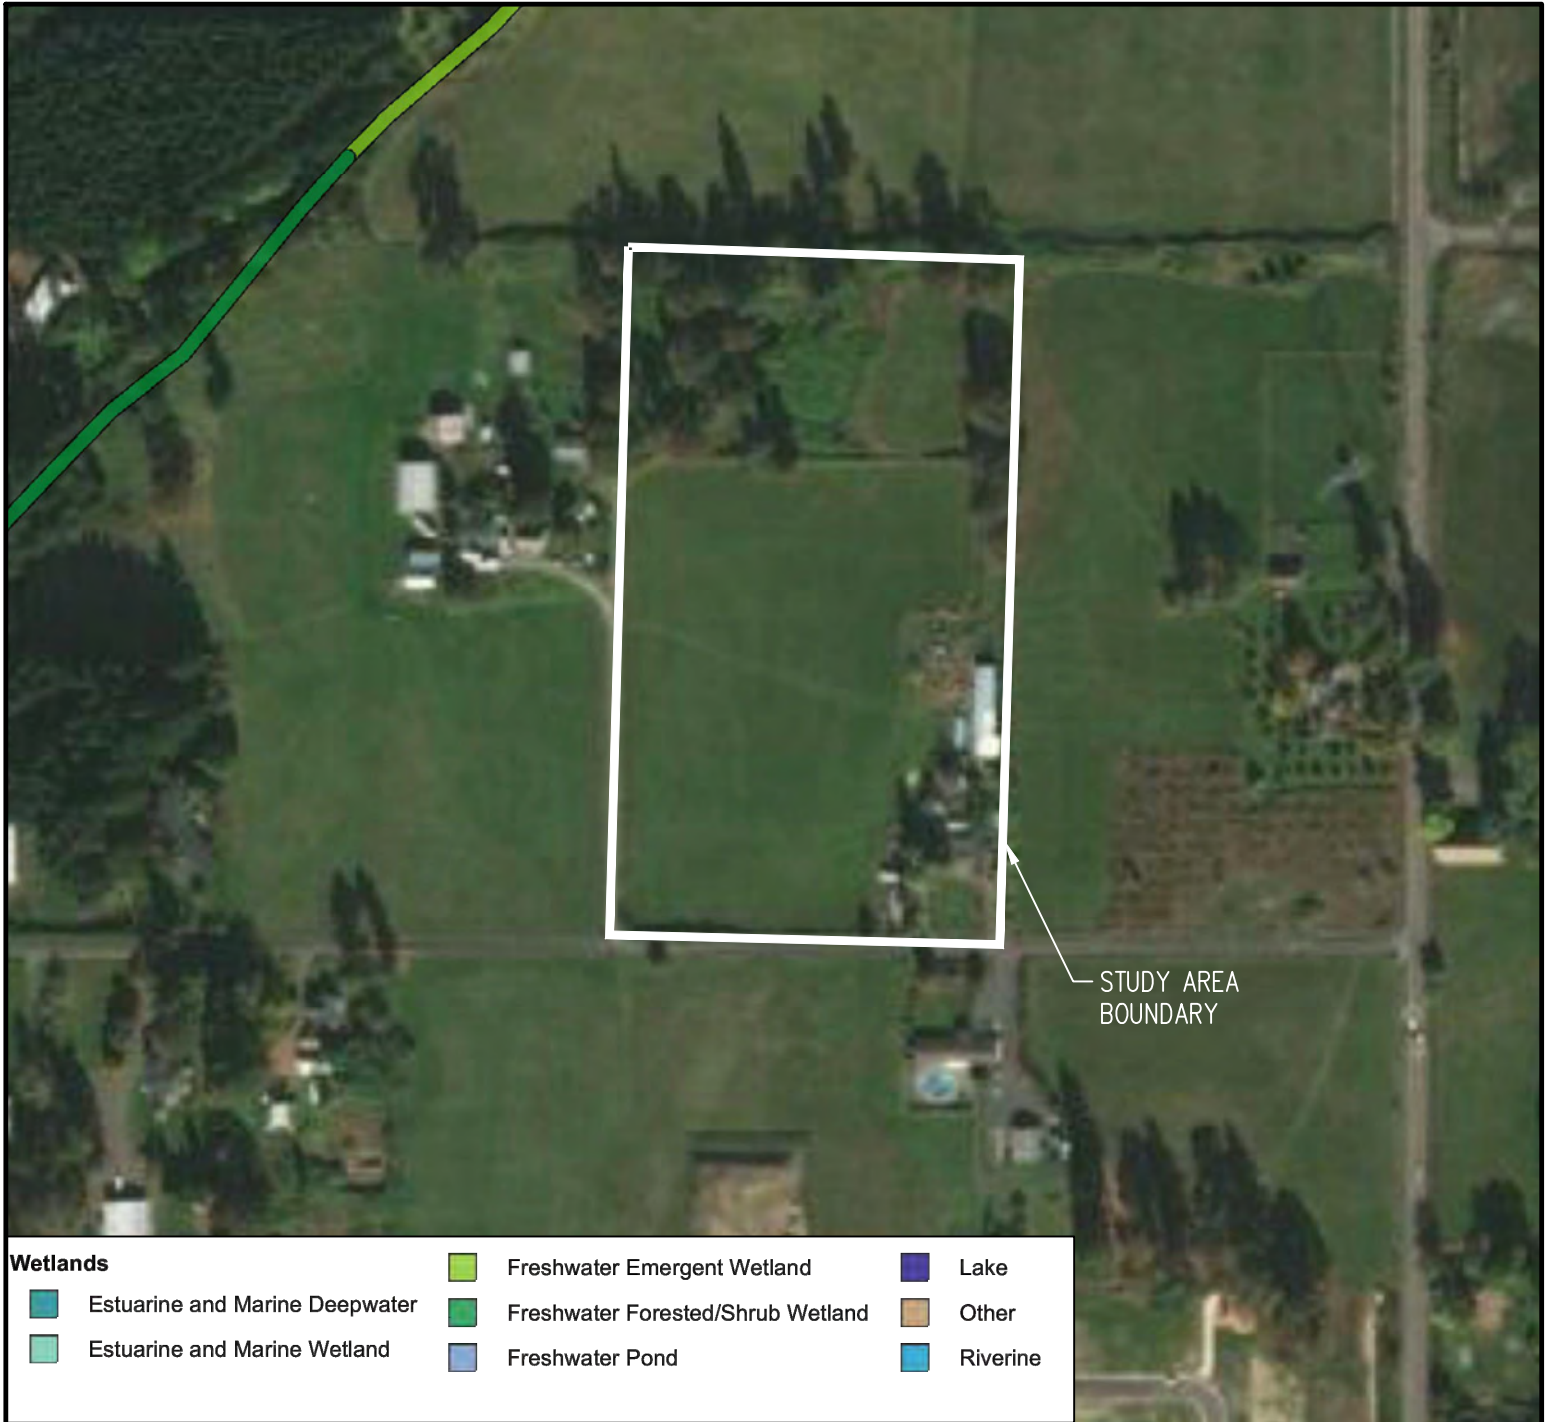 STUDY AREA
BOUNDARY
Wetlands
Estuarine and Marine Deepwater
Estuarine and Marine Wetland
Freshwater Emergent Wetland
Freshwater Forested/Shrub Wetland
Freshwater Pond
Lake
Other
Riverine